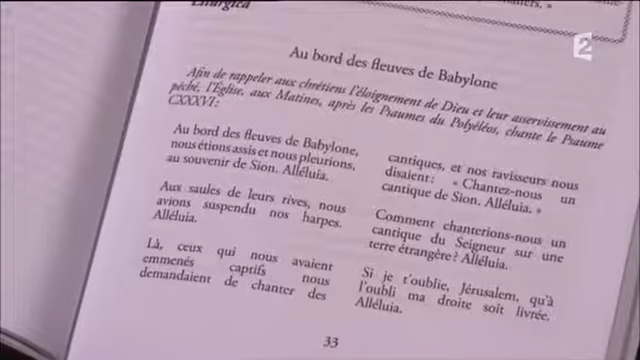 Liturgica
2
Au bord des fleuves de Babylone
Afin de rappeler aux chrétiens l'éloignement de Dieu et leur asservissement au
péché, l'Église, aux Matines, après les Psaumes du Polyéléos, chante le Psaume
CXXXVI :
Au bord des fleuves de Babylone,
nous étions assis et nous pleurions,
au souvenir de Sion. Alléluia.
Aux saules de leurs rives, nous
avions suspendu nos harpes.
Alléluia.
Là, ceux qui nous avaient
emmenés captifs nous
demandaient de chanter des
cantiques, et nos ravisseurs nous
disaient : « Chantez-nous un
cantique de Sion. Alléluia. »
Comment chanterions-nous un
cantique du Seigneur sur une
terre étrangère ? Alléluia.
Si je t'oublie, Jérusalem, qu'à
l'oubli ma droite soit livrée.
Alléluia.
33